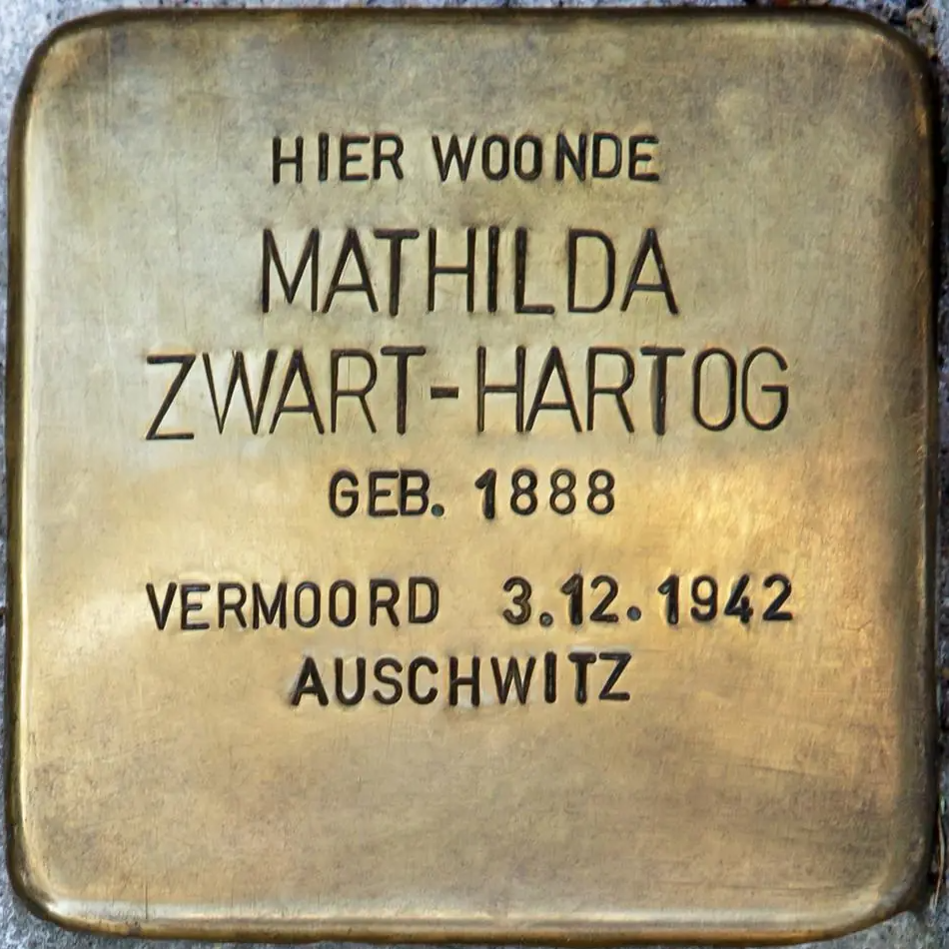 HIER WOONDE
MATHILDA
ZWART-HARTOG
GEB. 1888
VERMOORD 3.12.1942
AUSCHWITZ